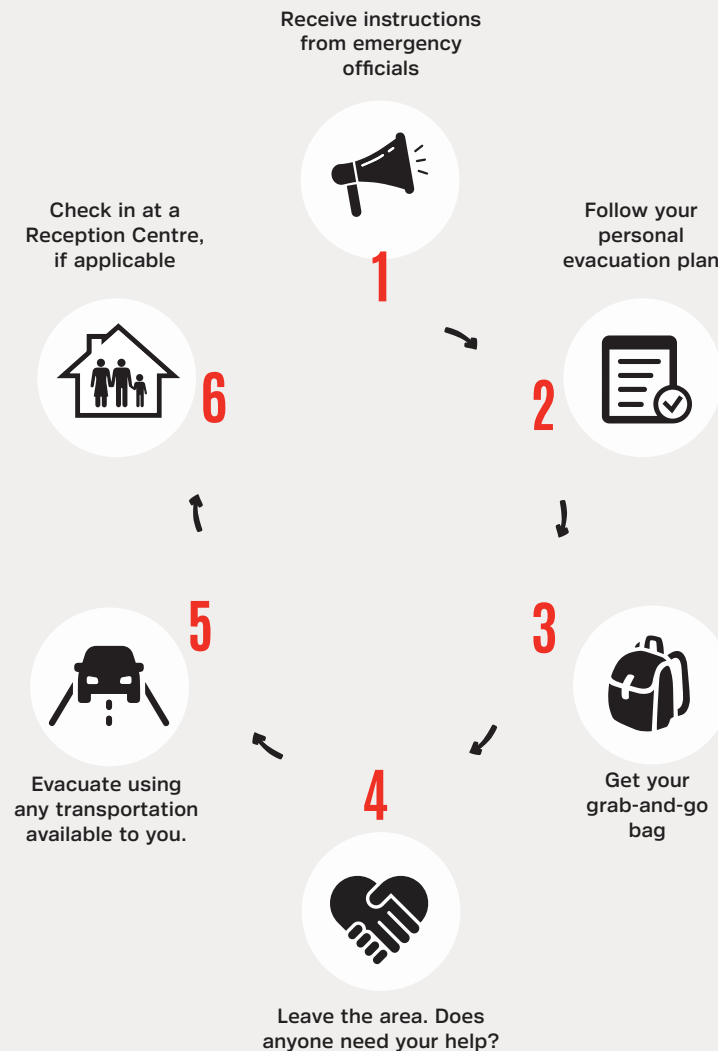 Receive instructions
from emergency
officials
1
Follow your
personal
evacuation plan
2
3
Get your
grab-and-go
bag
4
Leave the area. Does
anyone need your help?
5
Evacuate using
any transportation
available to you.
Check in at a
Reception Centre,
if applicable
6